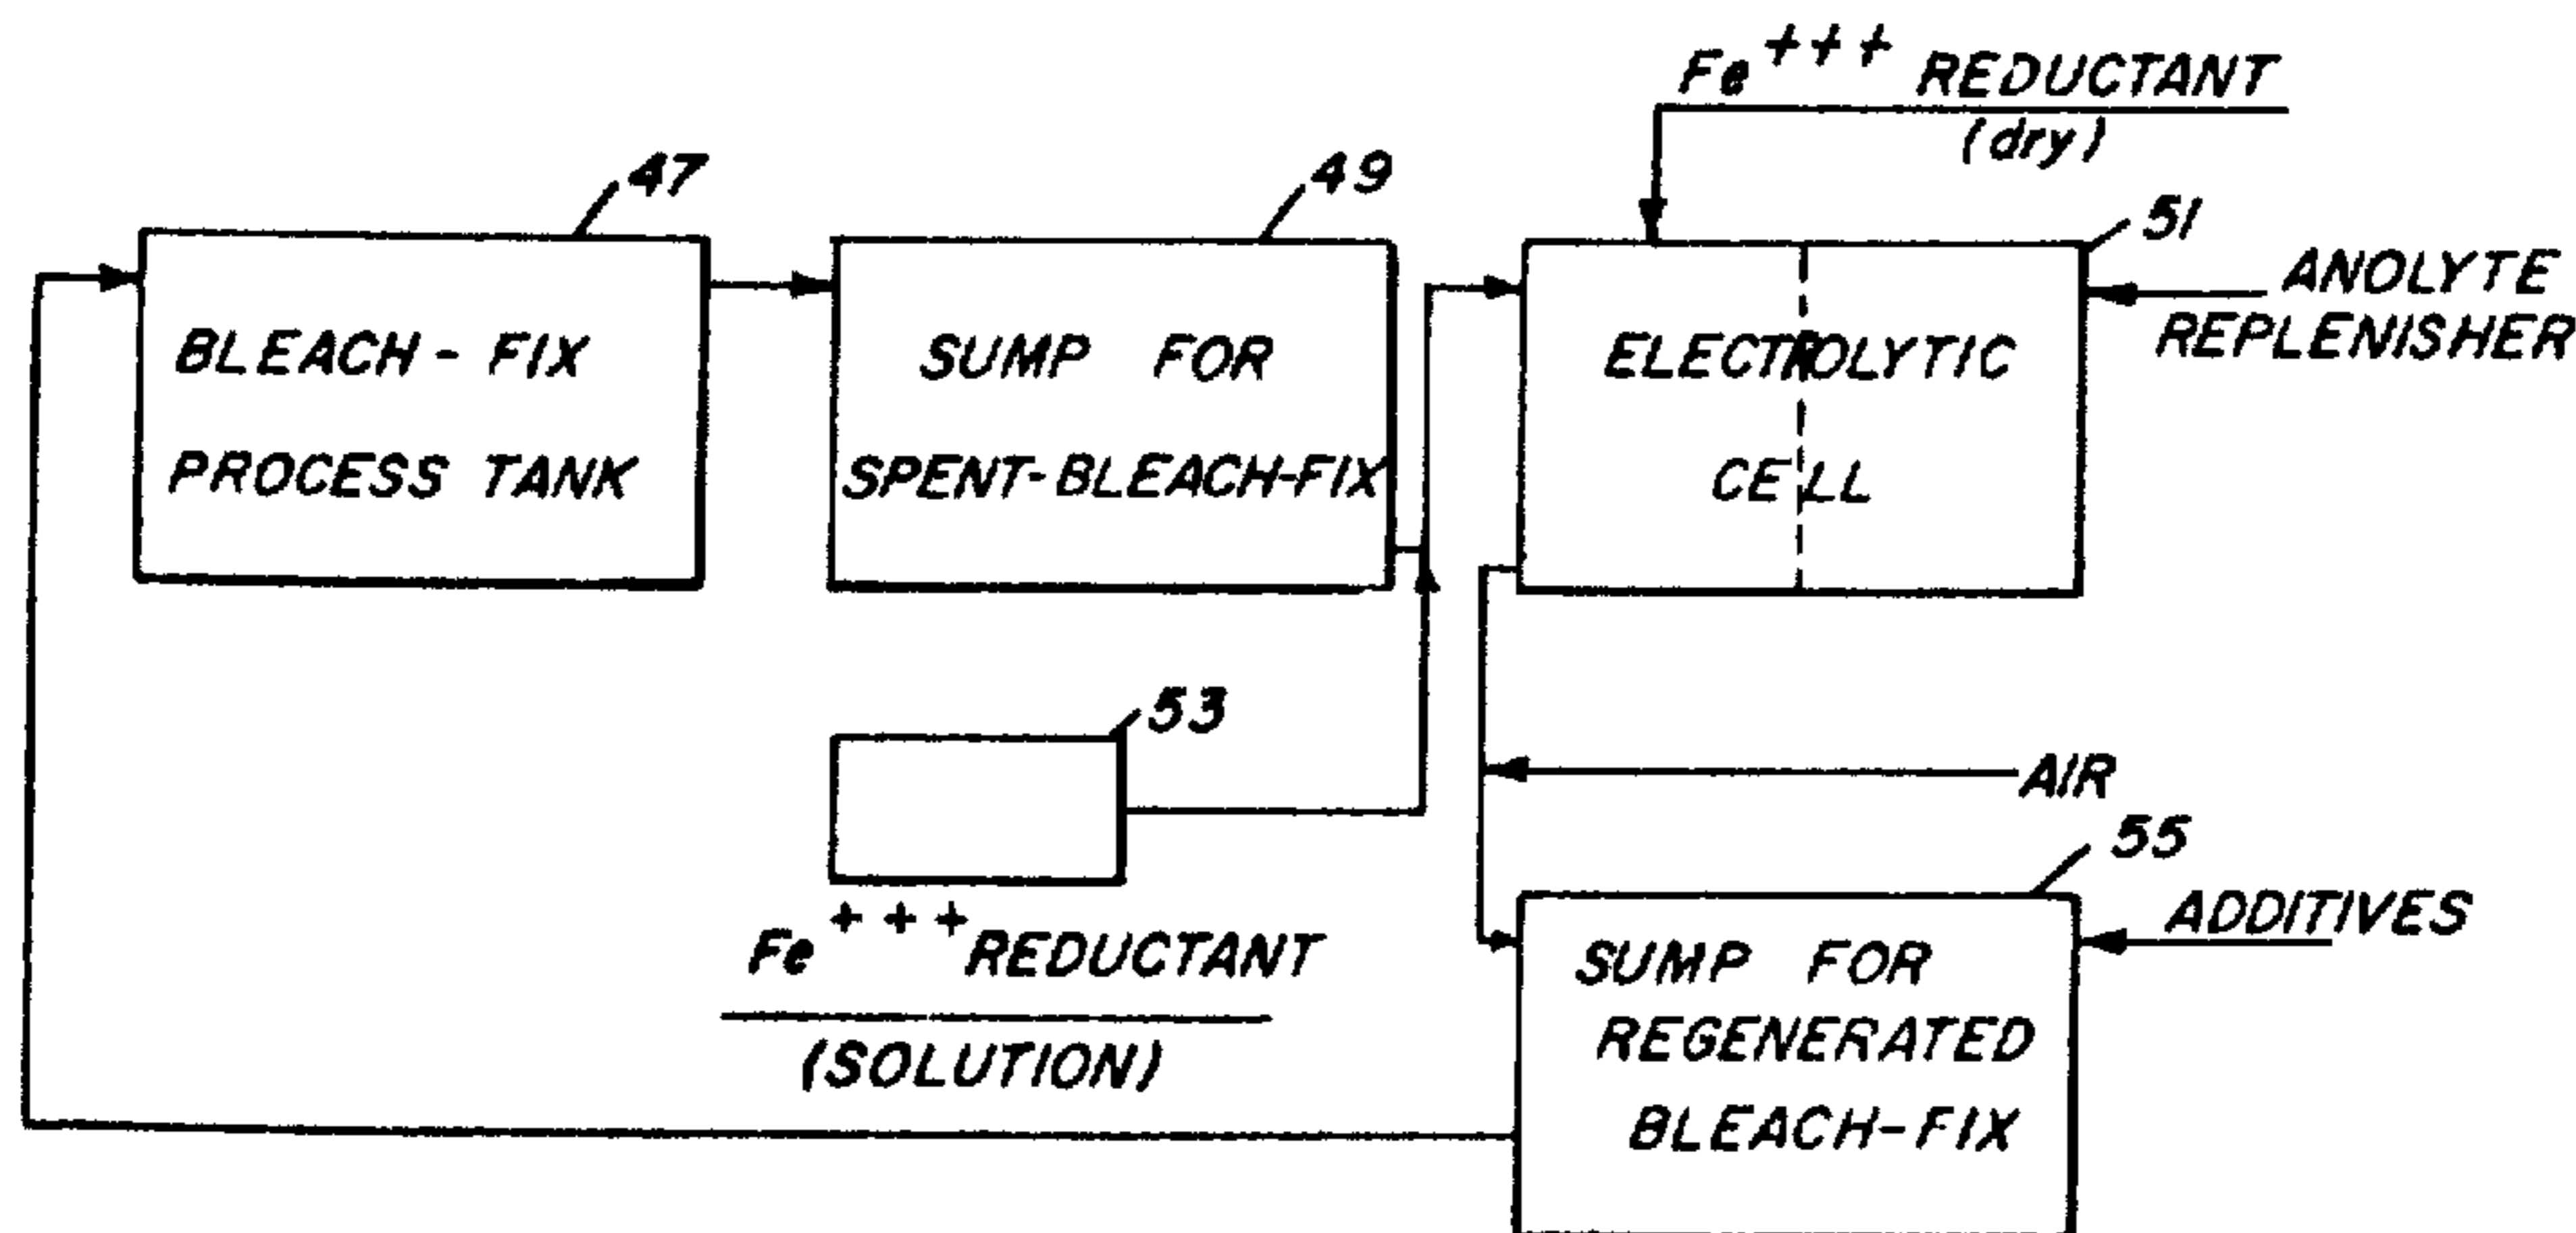 Fe +++ REDUCTANT
(dry)
47
49
51
BLEACH - FIX
PROCESS TANK
SUMP FOR
SPENT-BLEACH-FIX
ELECTROLYTIC
CELL
ANOLYTE
REPLENISHER
53
Fe +++ REDUCTANT
(SOLUTION)
AIR
55
ADDITIVES
SUMP FOR
REGENERATED
BLEACH-FIX